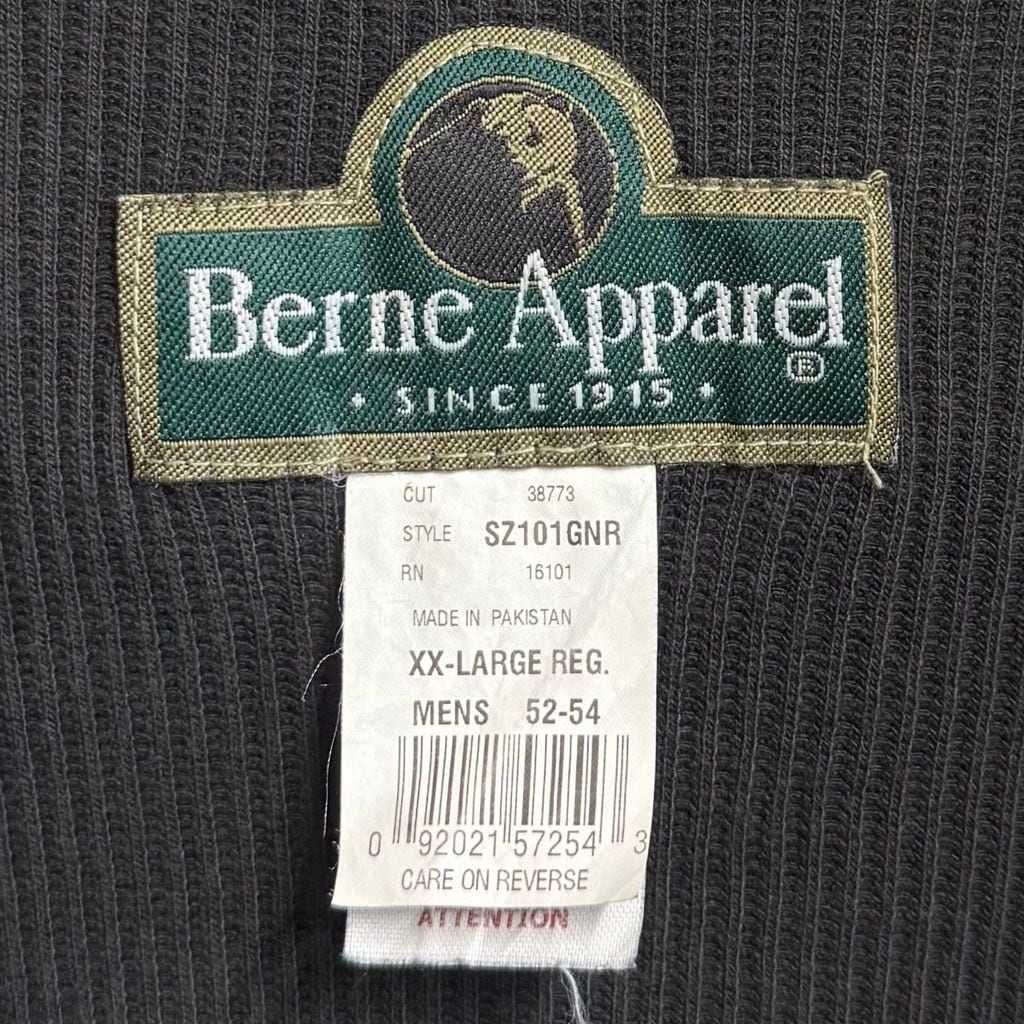 Berne Apparel
®
• SINCE 1915 •
CUT 38773
STYLE SZ101GNR
RN 16101
MADE IN PAKISTAN
XX-LARGE REG.
MENS 52-54
0 92021 57254 3
CARE ON REVERSE
ATTENTION